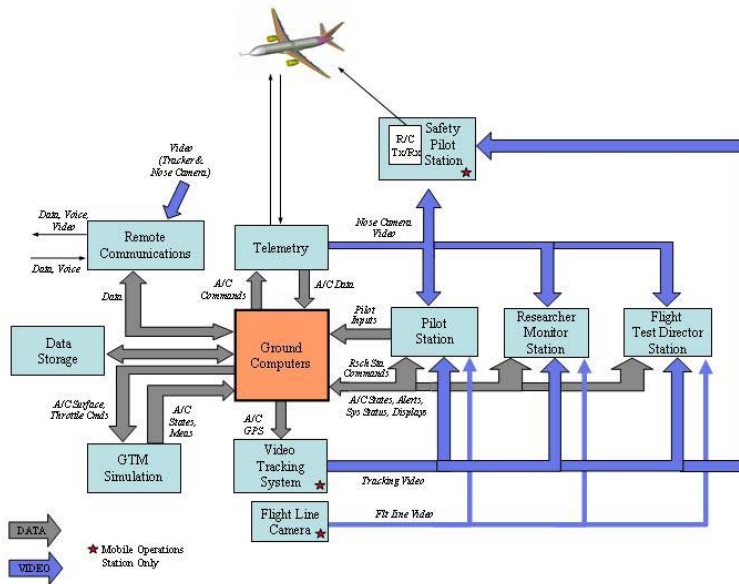 R/C
Tx/Rx
Safety
Pilot
Station
Video
(Tracker &
Nose Camera)
Data, Voice,
Video
Remote
Communications
Data, Voice
Telemetry
Nose Camera
Video
Data
A/C
Commands
A/C Data
Pilot
Inputs
Pilot
Station
Researcher
Monitor
Station
Flight
Test Director
Station
Data
Storage
Ground
Computers
Rsch Sta.
Commands
A/C Surface,
Throttle Cmds
A/C
States,
Meas
A/C States, Alerts,
Sys Status, Displays
A/C
GPS
GTM
Simulation
Video
Tracking
System
Tracking Video
Flight Line
Camera
Flt Line Video
DATA
VIDEO
Mobile Operations
Station Only